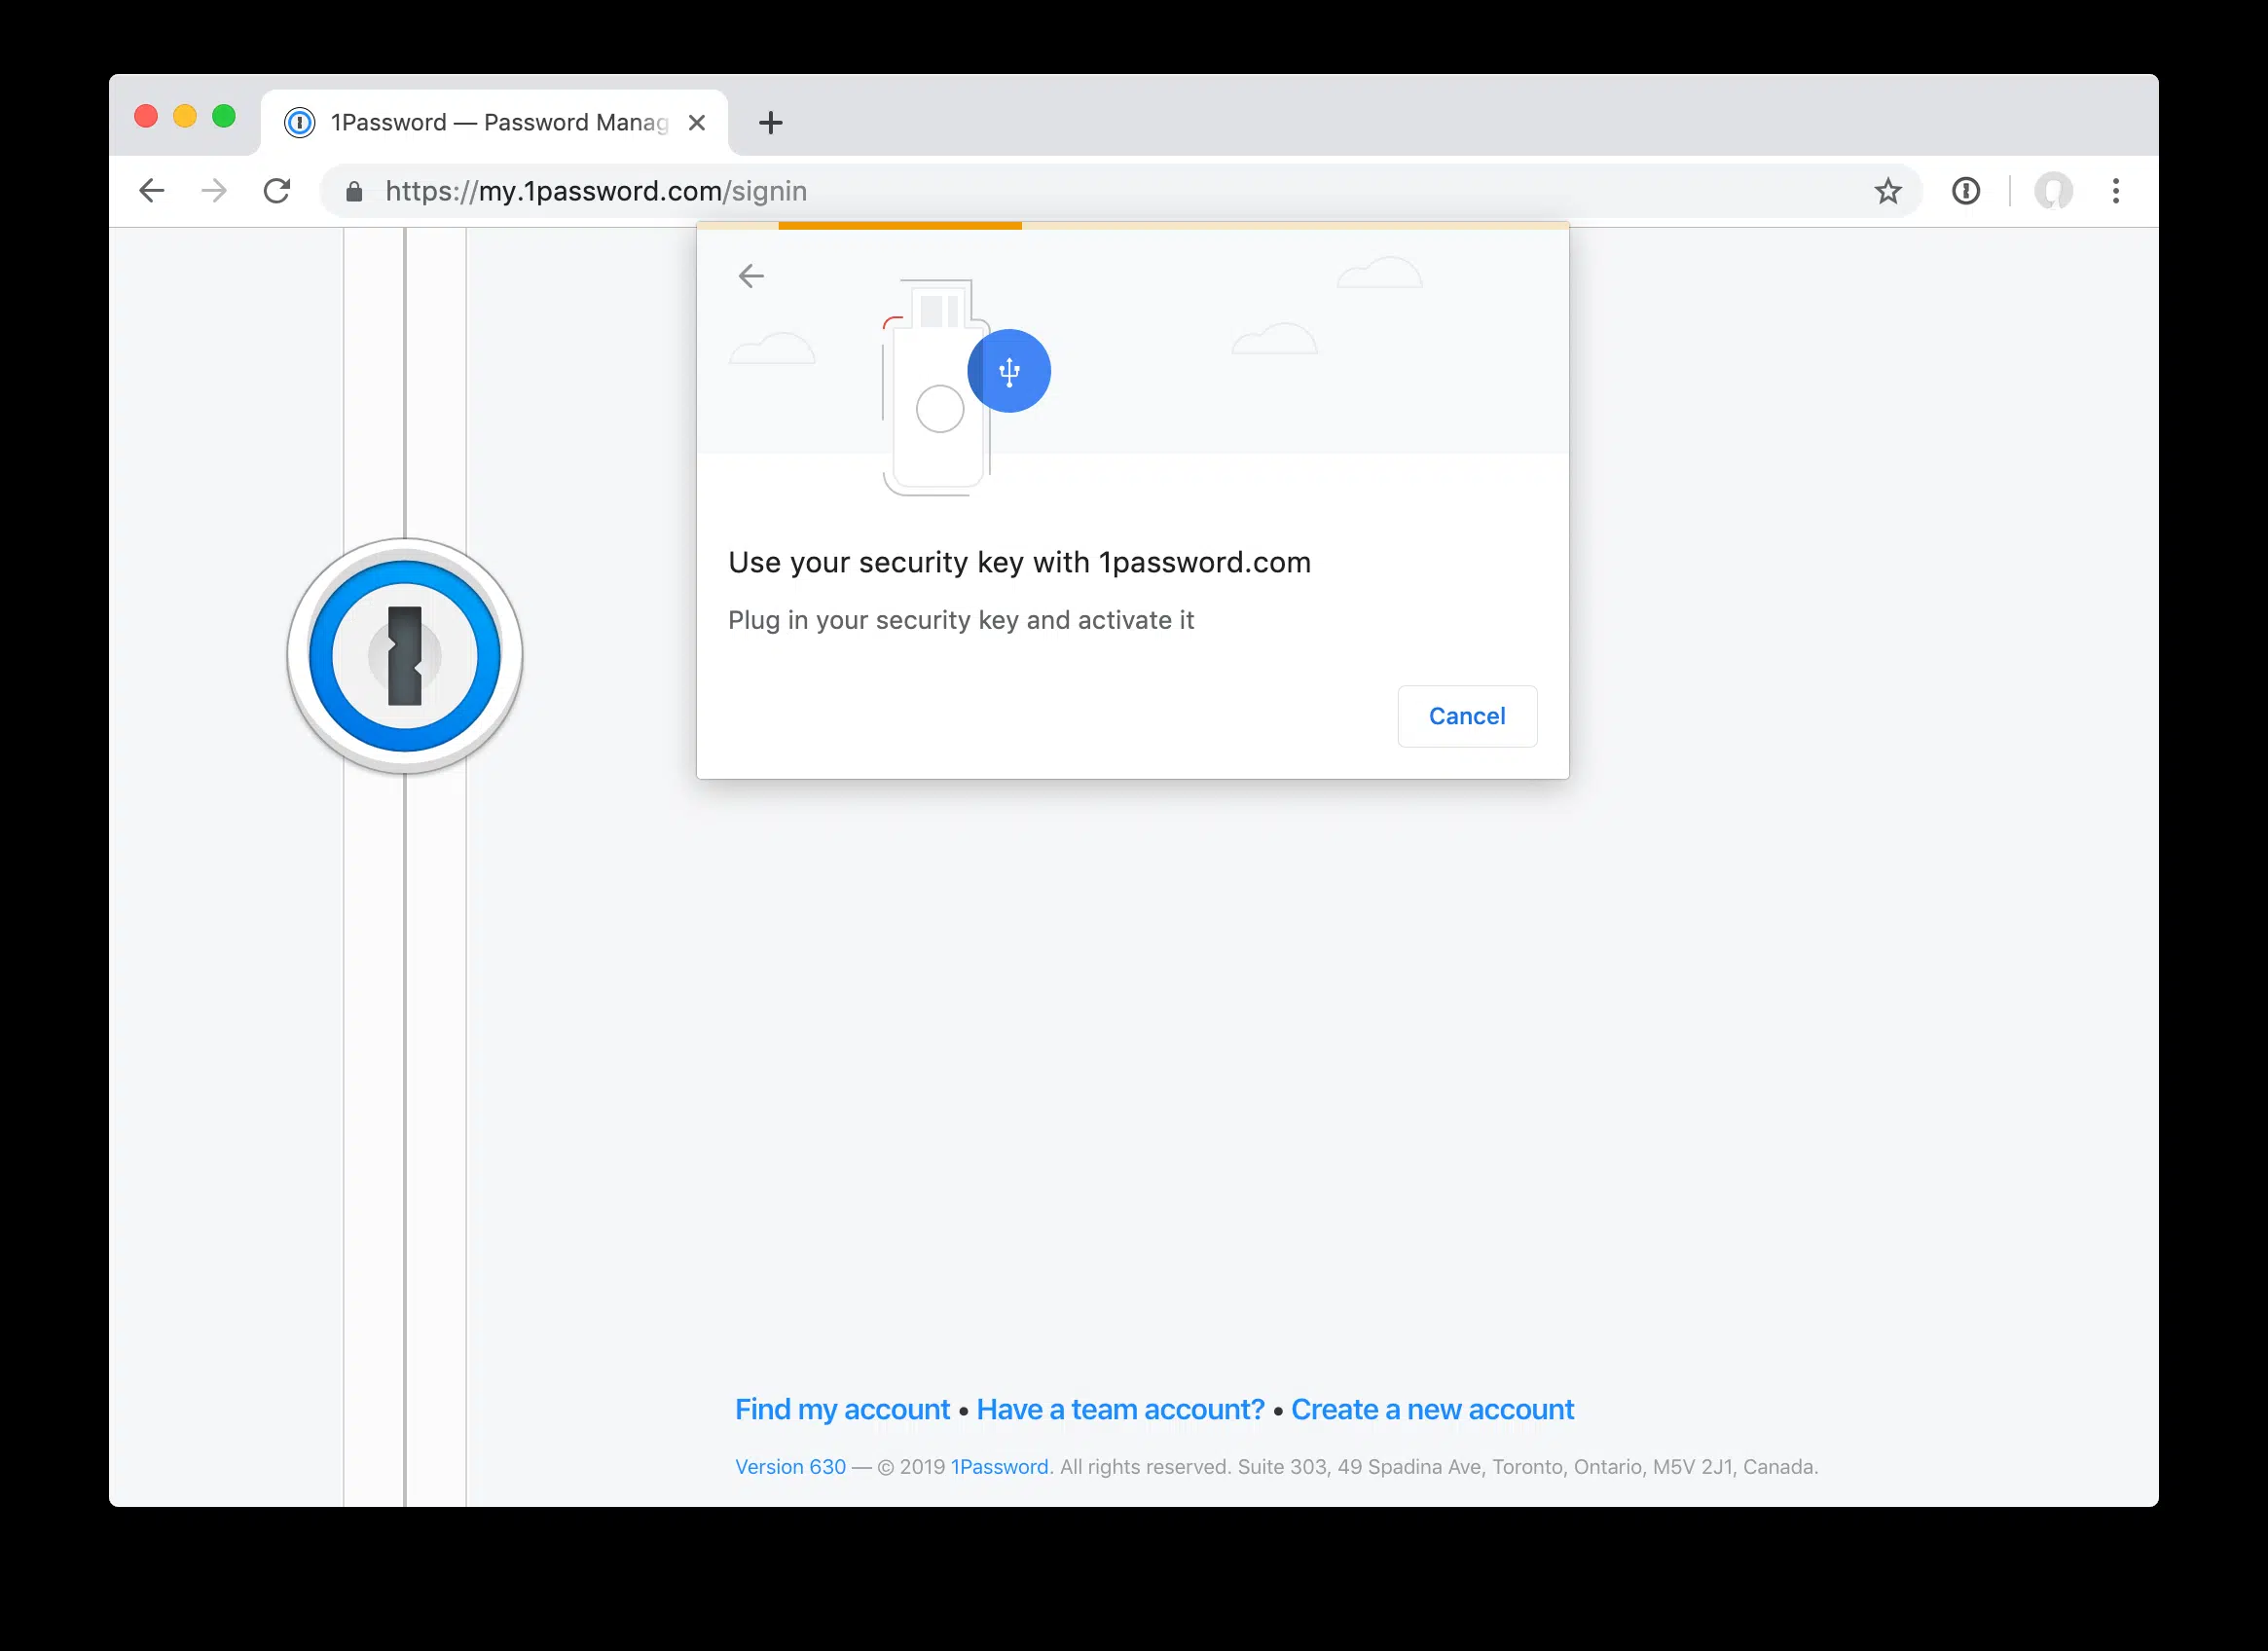 1Password — Password Manag
https://my.1password.com/signin
Use your security key with 1password.com
Plug in your security key and activate it
Cancel
Find my account • Have a team account? • Create a new account
Version 630 — © 2019 1Password. All rights reserved. Suite 303, 49 Spadina Ave, Toronto, Ontario, M5V 2J1, Canada.